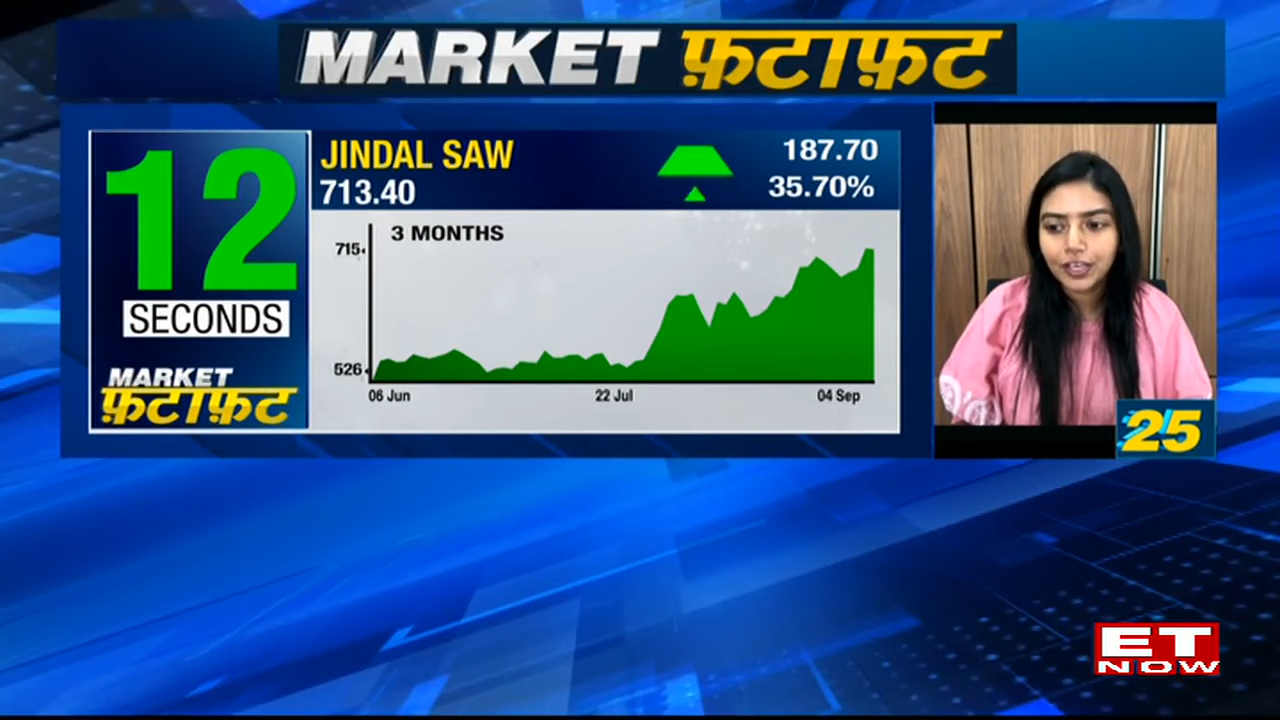 MARKET फ़टाफ़ट
12
SECONDS
MARKET
फ़टाफ़ट
JINDAL SAW
713.40
187.70
35.70%
3 MONTHS
715
526
06 Jun
22 Jul
04 Sep
25
ET
NOW